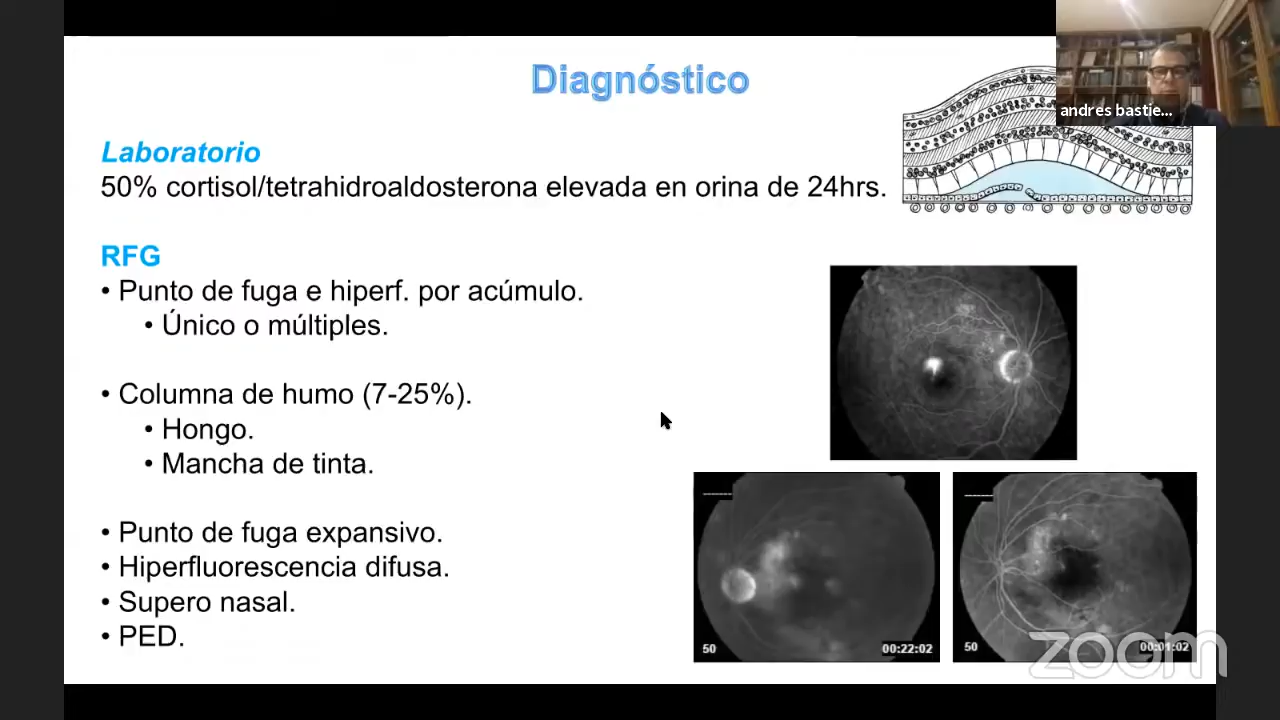 Diagnóstico
andres bastie...
Laboratorio
50% cortisol/tetrahidroaldosterona elevada en orina de 24hrs.
RFG
• Punto de fuga e hiperf. por acúmulo.
• Único o múltiples.
• Columna de humo (7-25%).
• Hongo.
• Mancha de tinta.
• Punto de fuga expansivo.
• Hiperfluorescencia difusa.
• Supero nasal.
• PED.
50
00:22:02
50
00:01:02
zoom